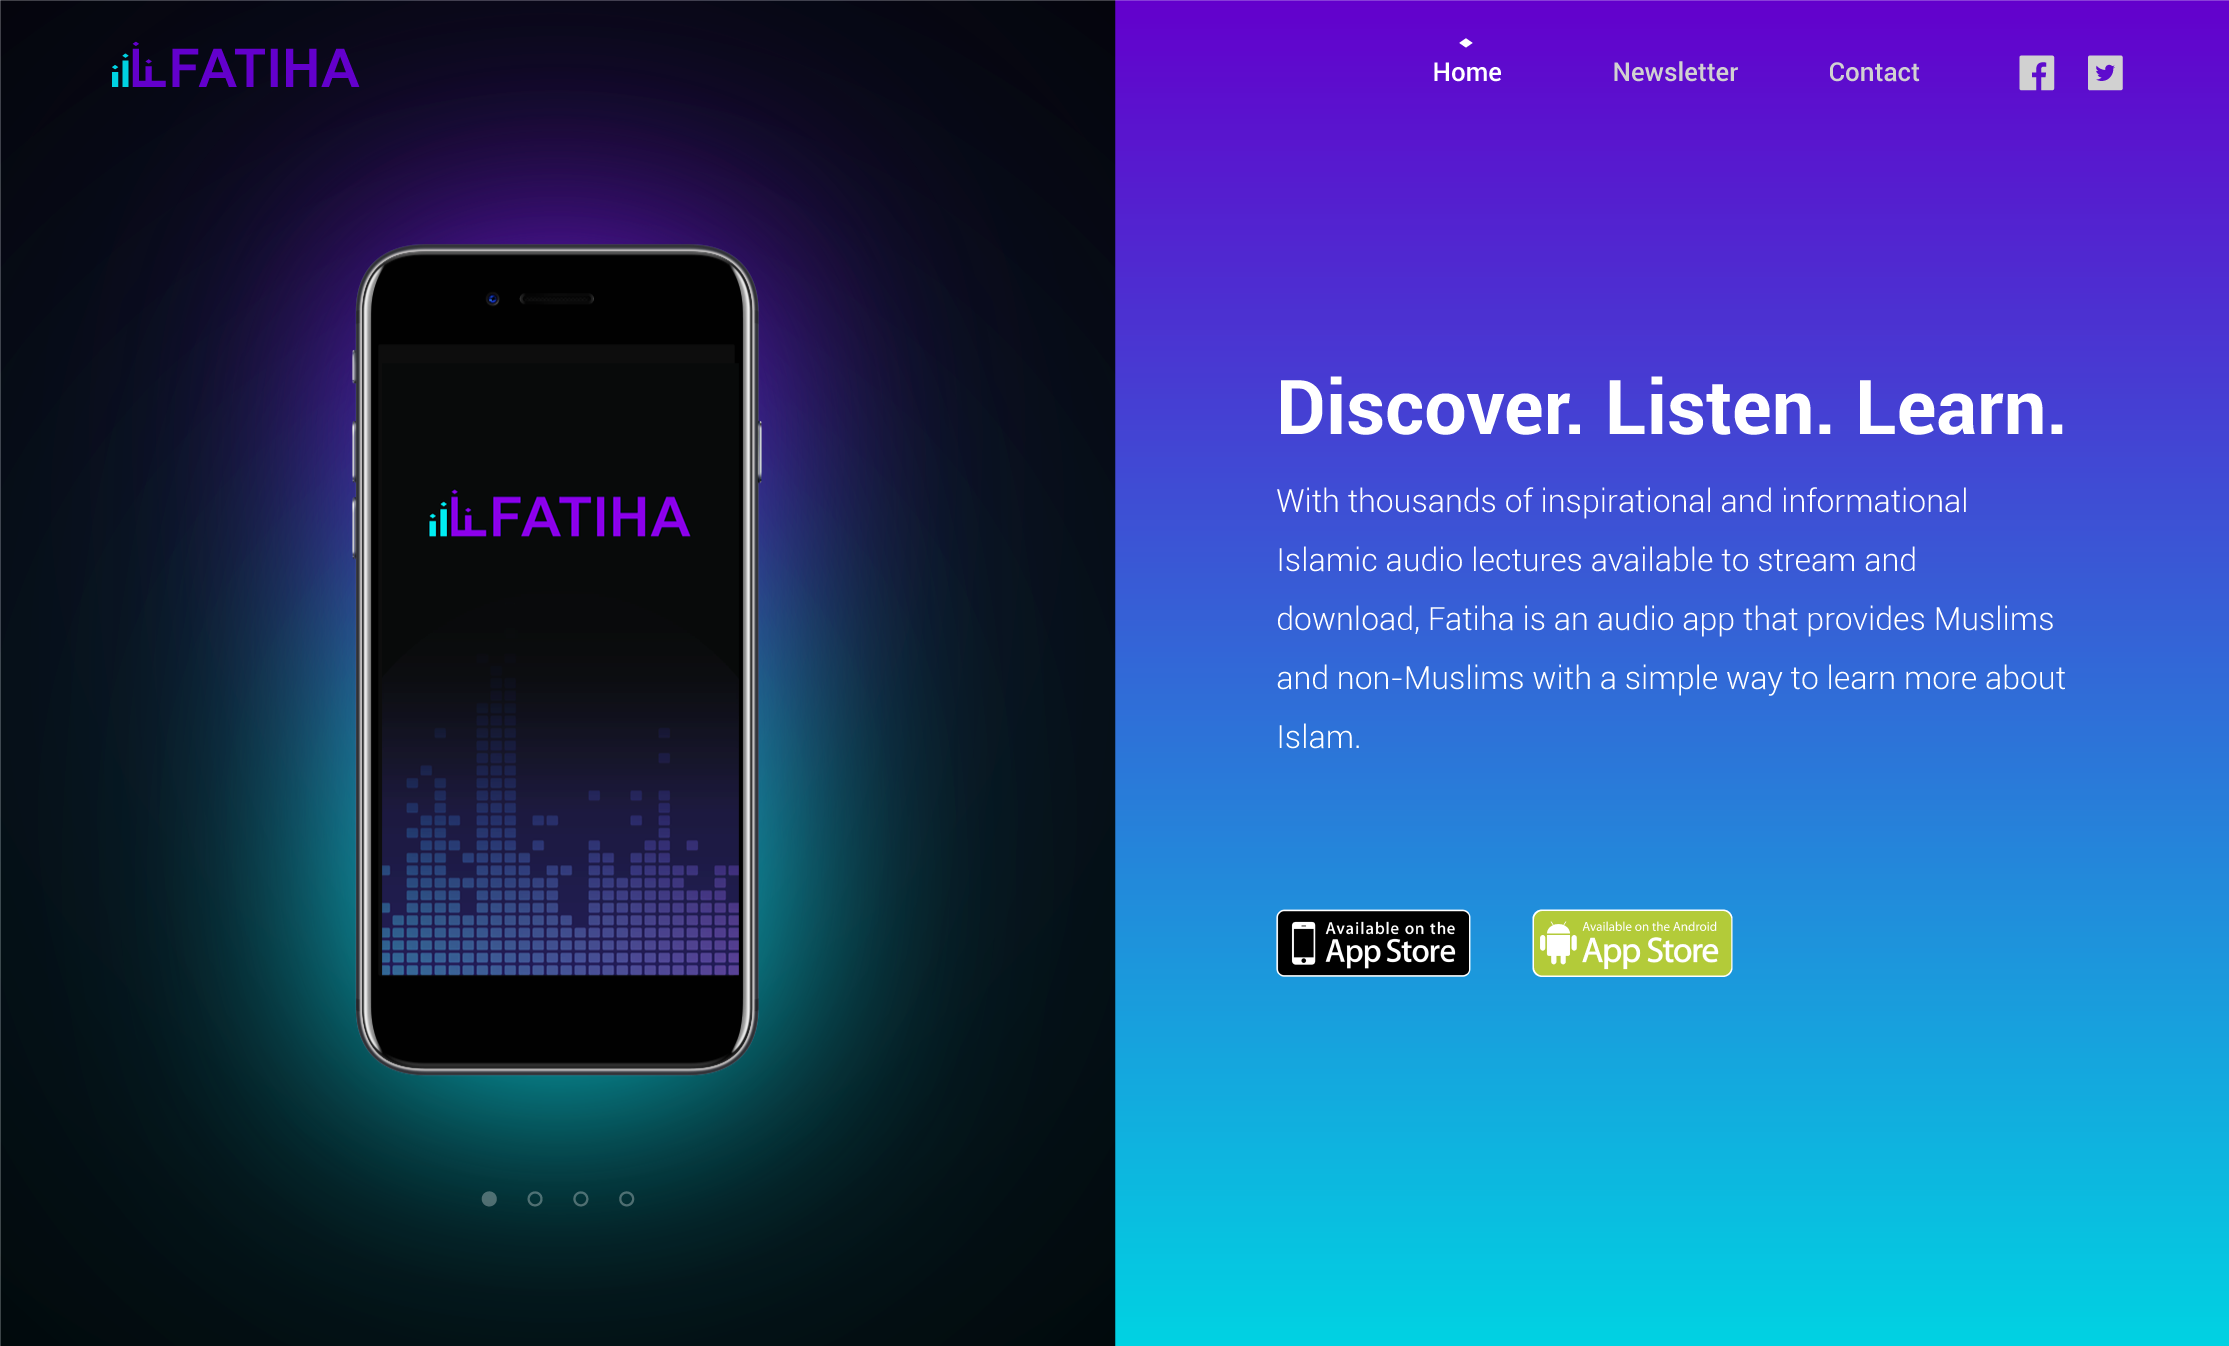 FATIHA
Home Newsletter Contact
FATIHA
Discover. Listen. Learn.
With thousands of inspirational and informational
Islamic audio lectures available to stream and
download, Fatiha is an audio app that provides Muslims
and non-Muslims with a simple way to learn more about
Islam.
Available on the
App Store
Available on the Android
App Store